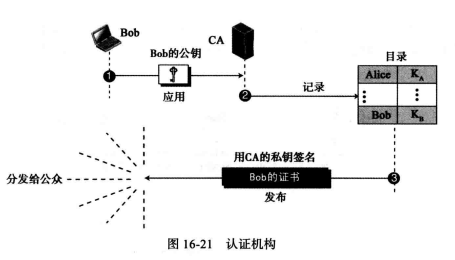 Bob
CA
Bob的公钥
目录
1
应用
2
记录
Alice K_A
Bob K_B
用CA的私钥签名
分发给公众
Bob的证书
3
发布
图 16-21 认证机构